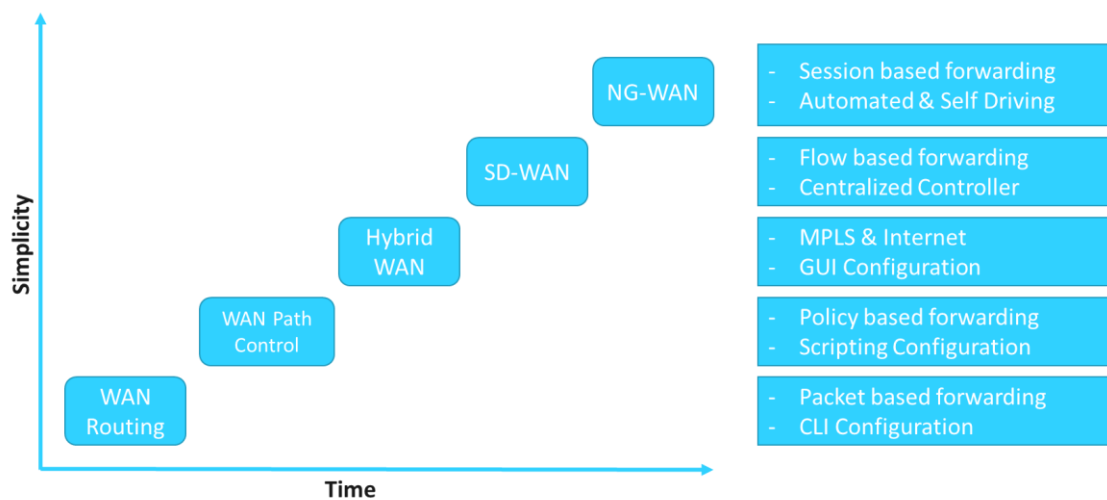 NG-WAN
- Session based forwarding
- Automated & Self Driving
SD-WAN
- Flow based forwarding
- Centralized Controller
Hybrid
WAN
- MPLS & Internet
- GUI Configuration
WAN Path
Control
- Policy based forwarding
- Scripting Configuration
WAN
Routing
- Packet based forwarding
- CLI Configuration
Simplicity
Time